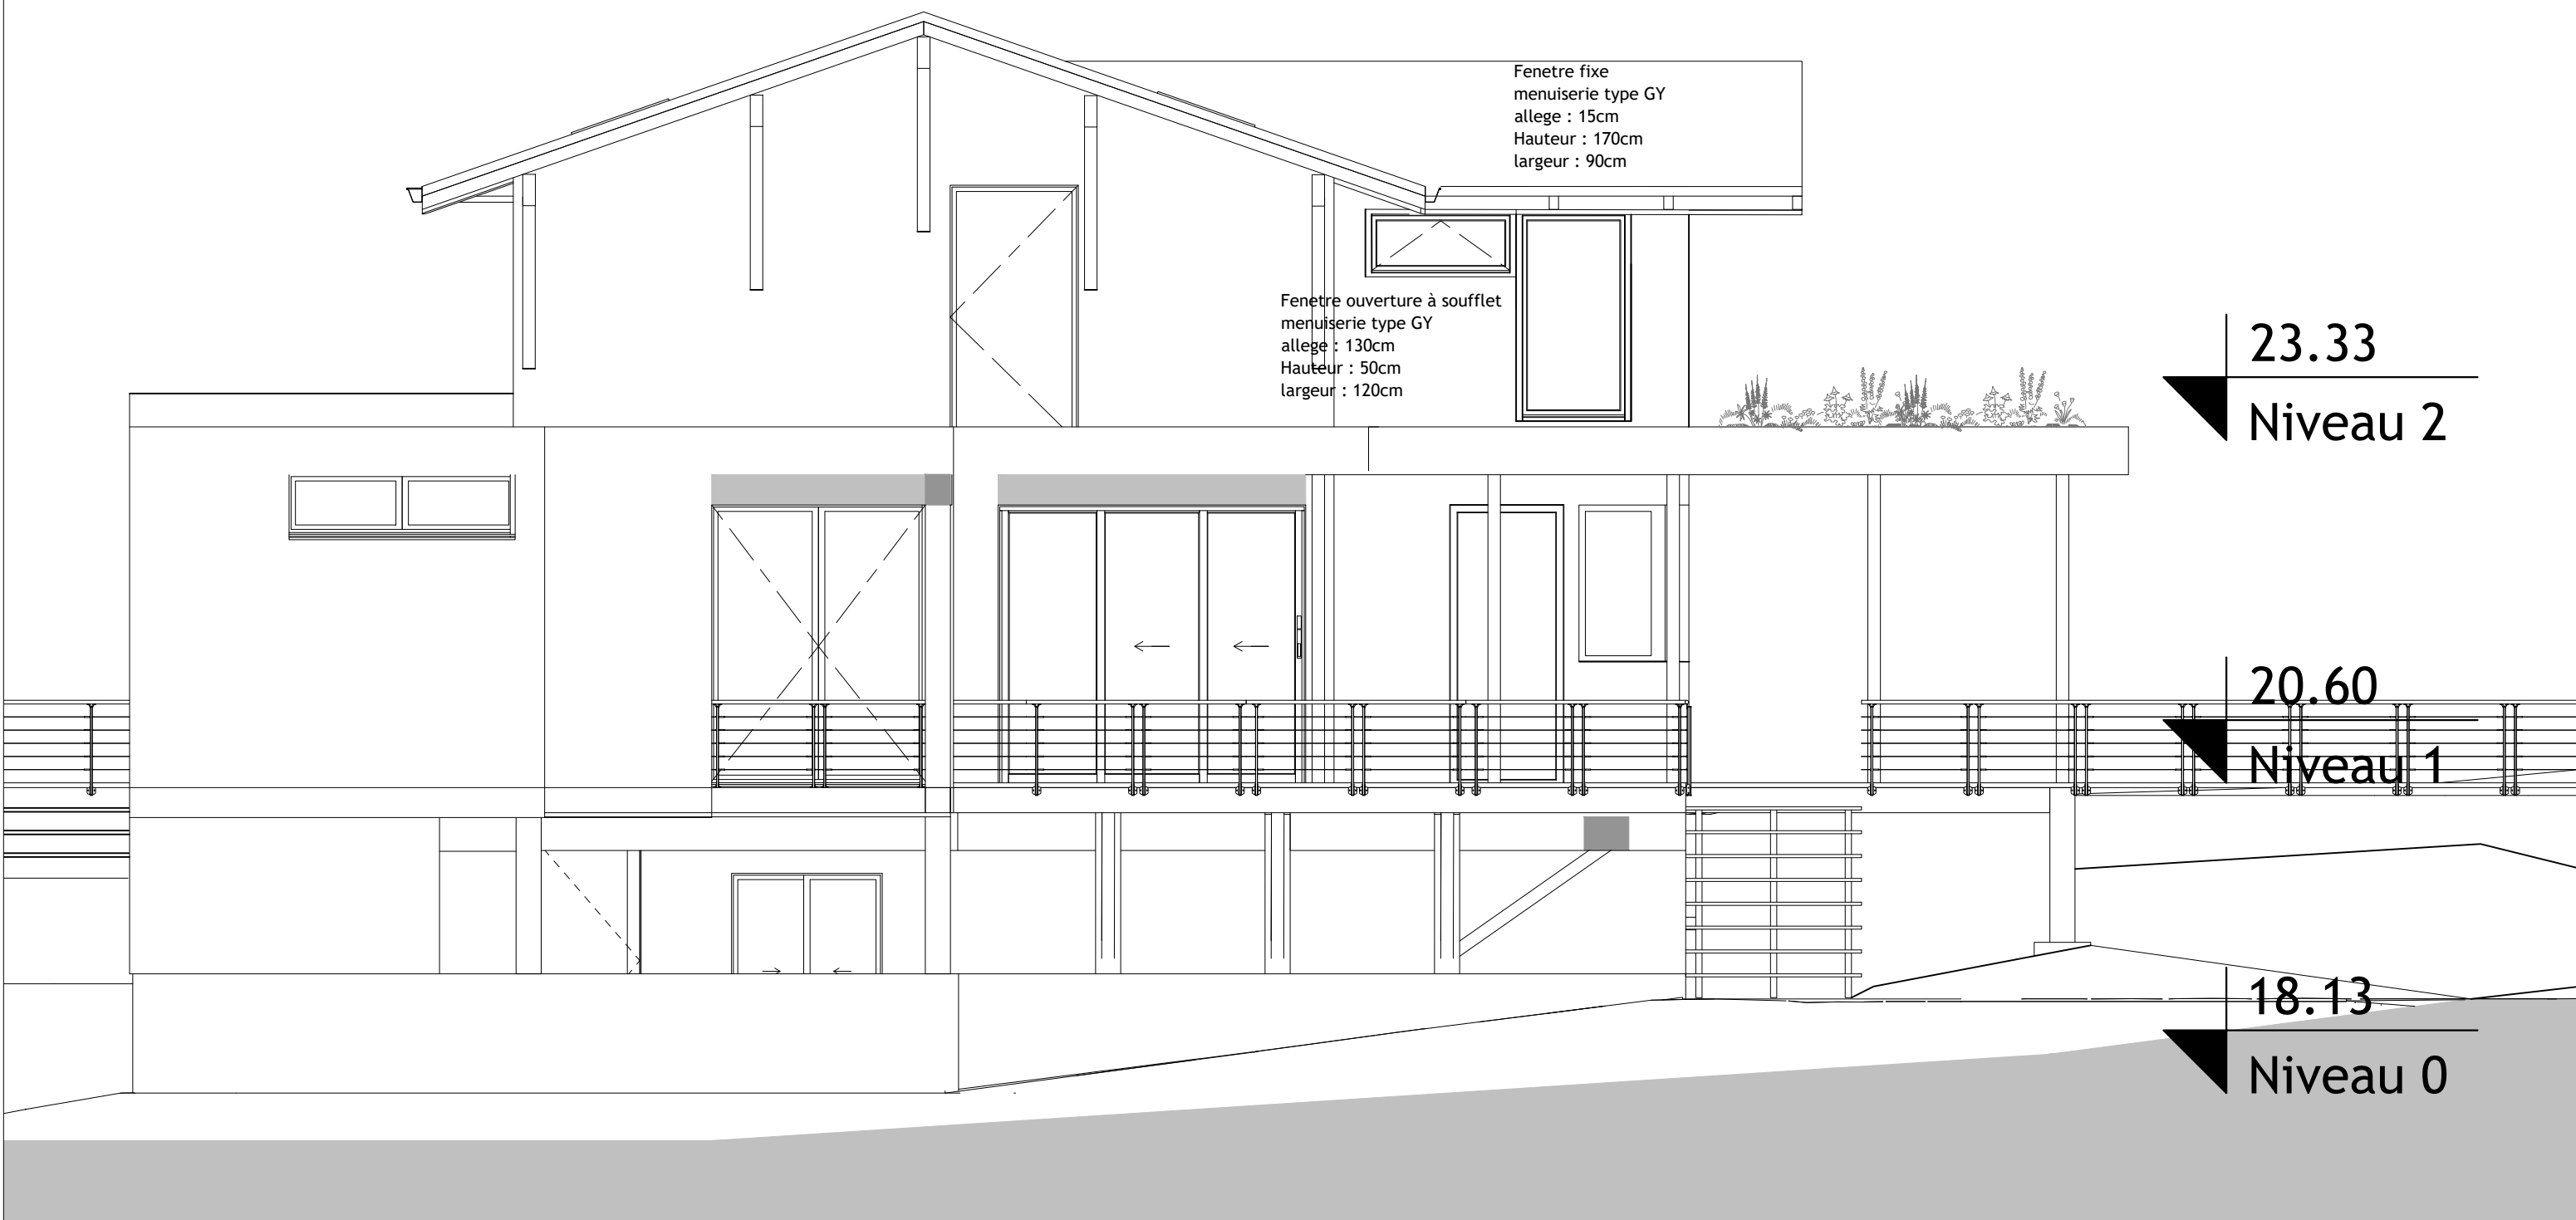 Fenetre fixe
menuiserie type GY
allege : 15cm
Hauteur : 170cm
largeur : 90cm
Fenetre ouverture à soufflet
menuiserie type GY
allege : 130cm
Hauteur : 50cm
largeur : 120cm
23.33
Niveau 2
20.60
Niveau 1
18.13
Niveau 0